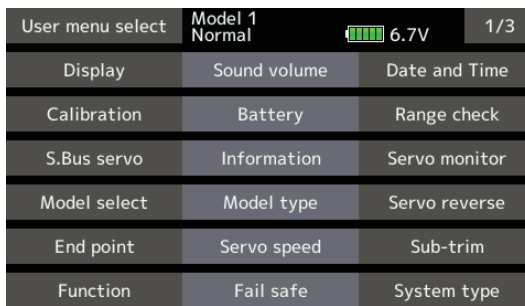 User menu select
Model 1
Normal
6.7V
1/3
Display
Sound volume
Date and Time
Calibration
Battery
Range check
S.Bus servo
Information
Servo monitor
Model select
Model type
Servo reverse
End point
Servo speed
Sub-trim
Function
Fail safe
System type